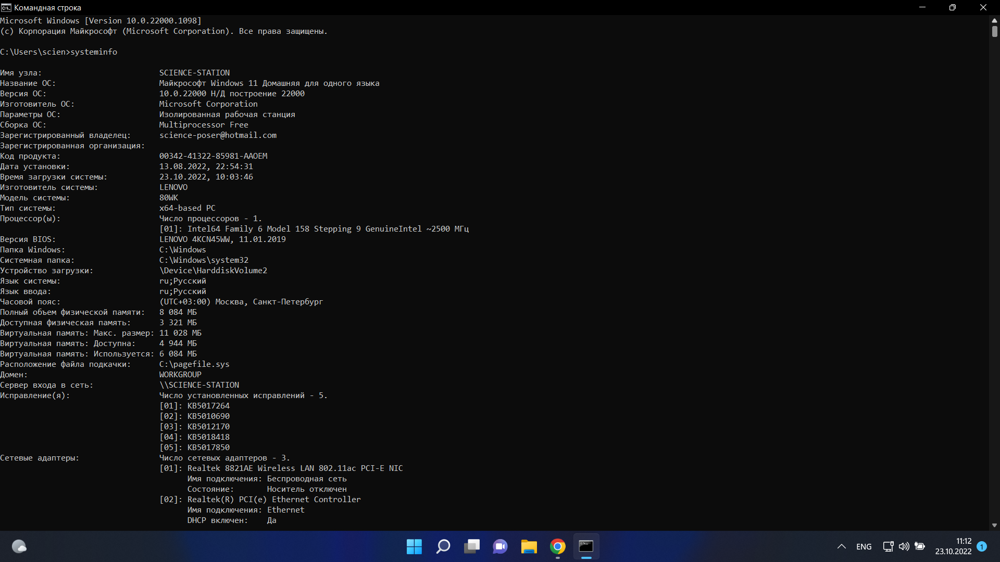 Командная строка
Microsoft Windows [Version 10.0.22000.1098]
(c) Корпорация Майкрософт (Microsoft Corporation). Все права защищены.
C:\Users\scien>systeminfo
Имя узла: SCIENCE-STATION
Название ОС: Майкрософт Windows 11 Домашняя для одного языка
Версия ОС: 10.0.22000 Н/Д построение 22000
Изготовитель ОС: Microsoft Corporation
Параметры ОС: Изолированная рабочая станция
Сборка ОС: Multiprocessor Free
Зарегистрированный владелец: science-poser@hotmail.com
Зарегистрированная организация:
Код продукта: 00342-41322-85981-AAOEM
Дата установки: 13.08.2022, 22:54:31
Время загрузки системы: 23.10.2022, 10:03:46
Изготовитель системы: LENOVO
Модель системы: 80WK
Тип системы: x64-based PC
Процессор(ы): Число процессоров - 1.
[01]: Intel64 Family 6 Model 158 Stepping 9 GenuineIntel ~2500 МГц
Версия BIOS: LENOVO 4KCN45WW, 11.01.2019
Папка Windows: C:\Windows
Системная папка: C:\Windows\system32
Устройство загрузки: \Device\HarddiskVolume2
Язык системы: ru;Русский
Язык ввода: ru;Русский
Часовой пояс: (UTC+03:00) Москва, Санкт-Петербург
Полный объем физической памяти: 8 084 МБ
Доступная физическая память: 3 321 МБ
Виртуальная память: Макс. размер: 11 028 МБ
Виртуальная память: Доступна: 4 944 МБ
Виртуальная память: Используется: 6 084 МБ
Расположение файла подкачки: C:\pagefile.sys
Домен: WORKGROUP
Сервер входа в сеть: \\SCIENCE-STATION
Исправление(я): Число установленных исправлений - 5.
[01]: KB5017264
[02]: KB5010690
[03]: KB5012170
[04]: KB5018418
[05]: KB5017850
Сетевые адаптеры: Число сетевых адаптеров - 3.
[01]: Realtek 8821AE Wireless LAN 802.11ac PCI-E NIC
Имя подключения: Беспроводная сеть
Состояние: Носитель отключен
[02]: Realtek(R) PCI(e) Ethernet Controller
Имя подключения: Ethernet
DHCP включен: Да
ENG
11:12
23.10.2022
1